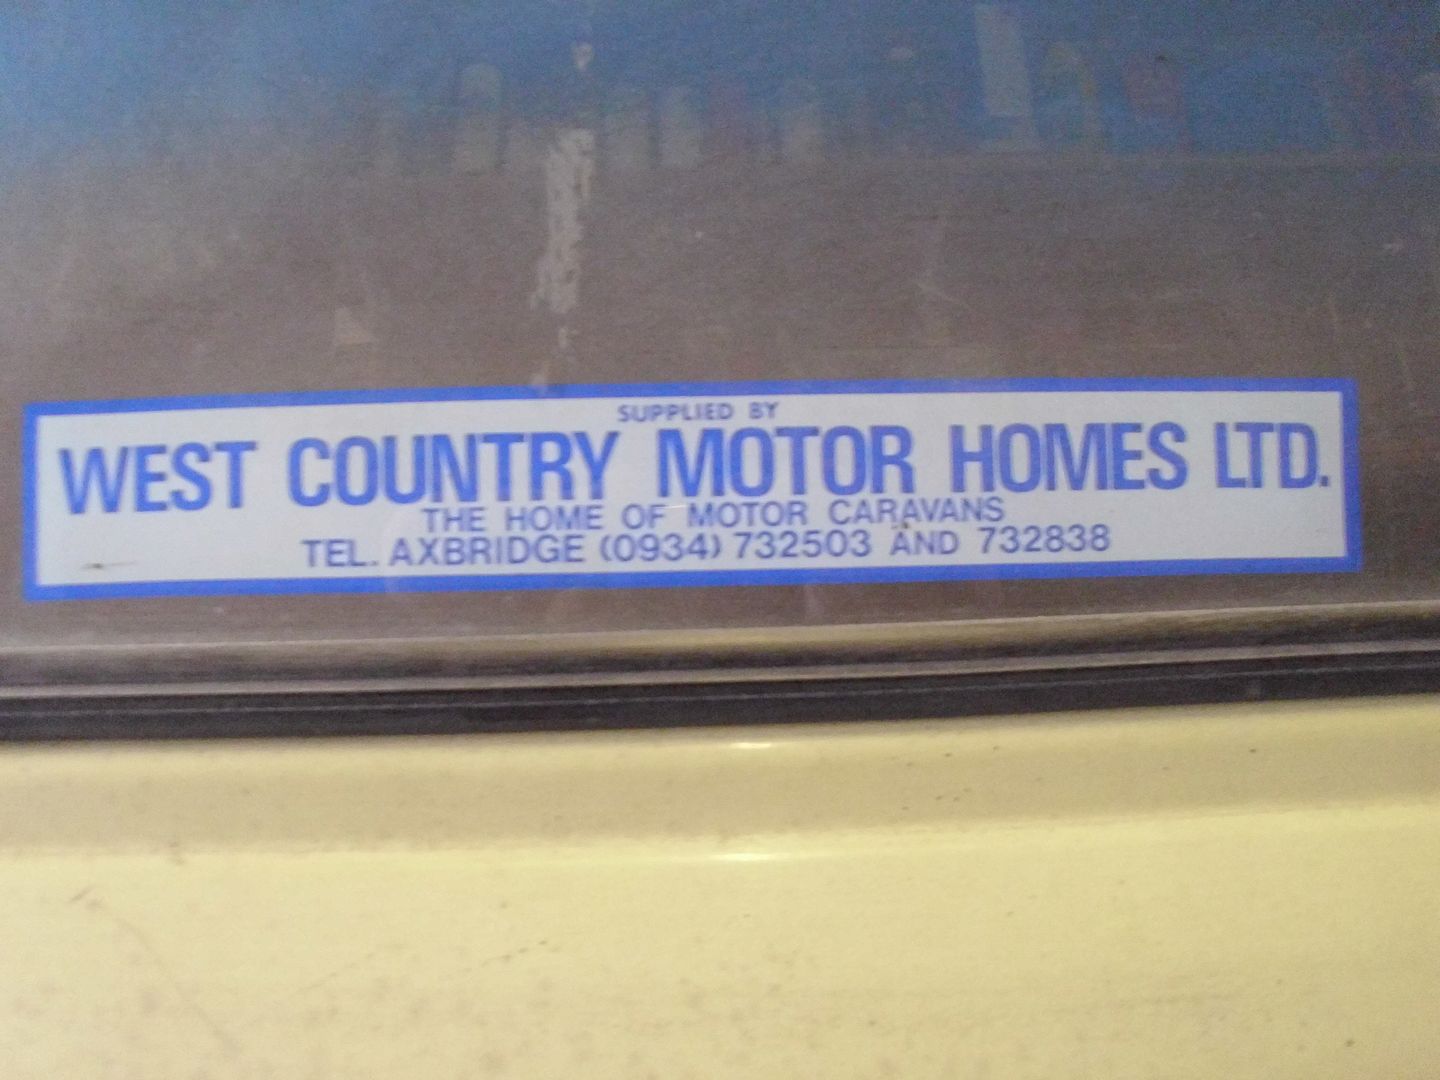 SUPPLIED BY
WEST COUNTRY MOTOR HOMES LTD.
THE HOME OF MOTOR CARAVANS
TEL. AXBRIDGE (0934) 732503 AND 732838